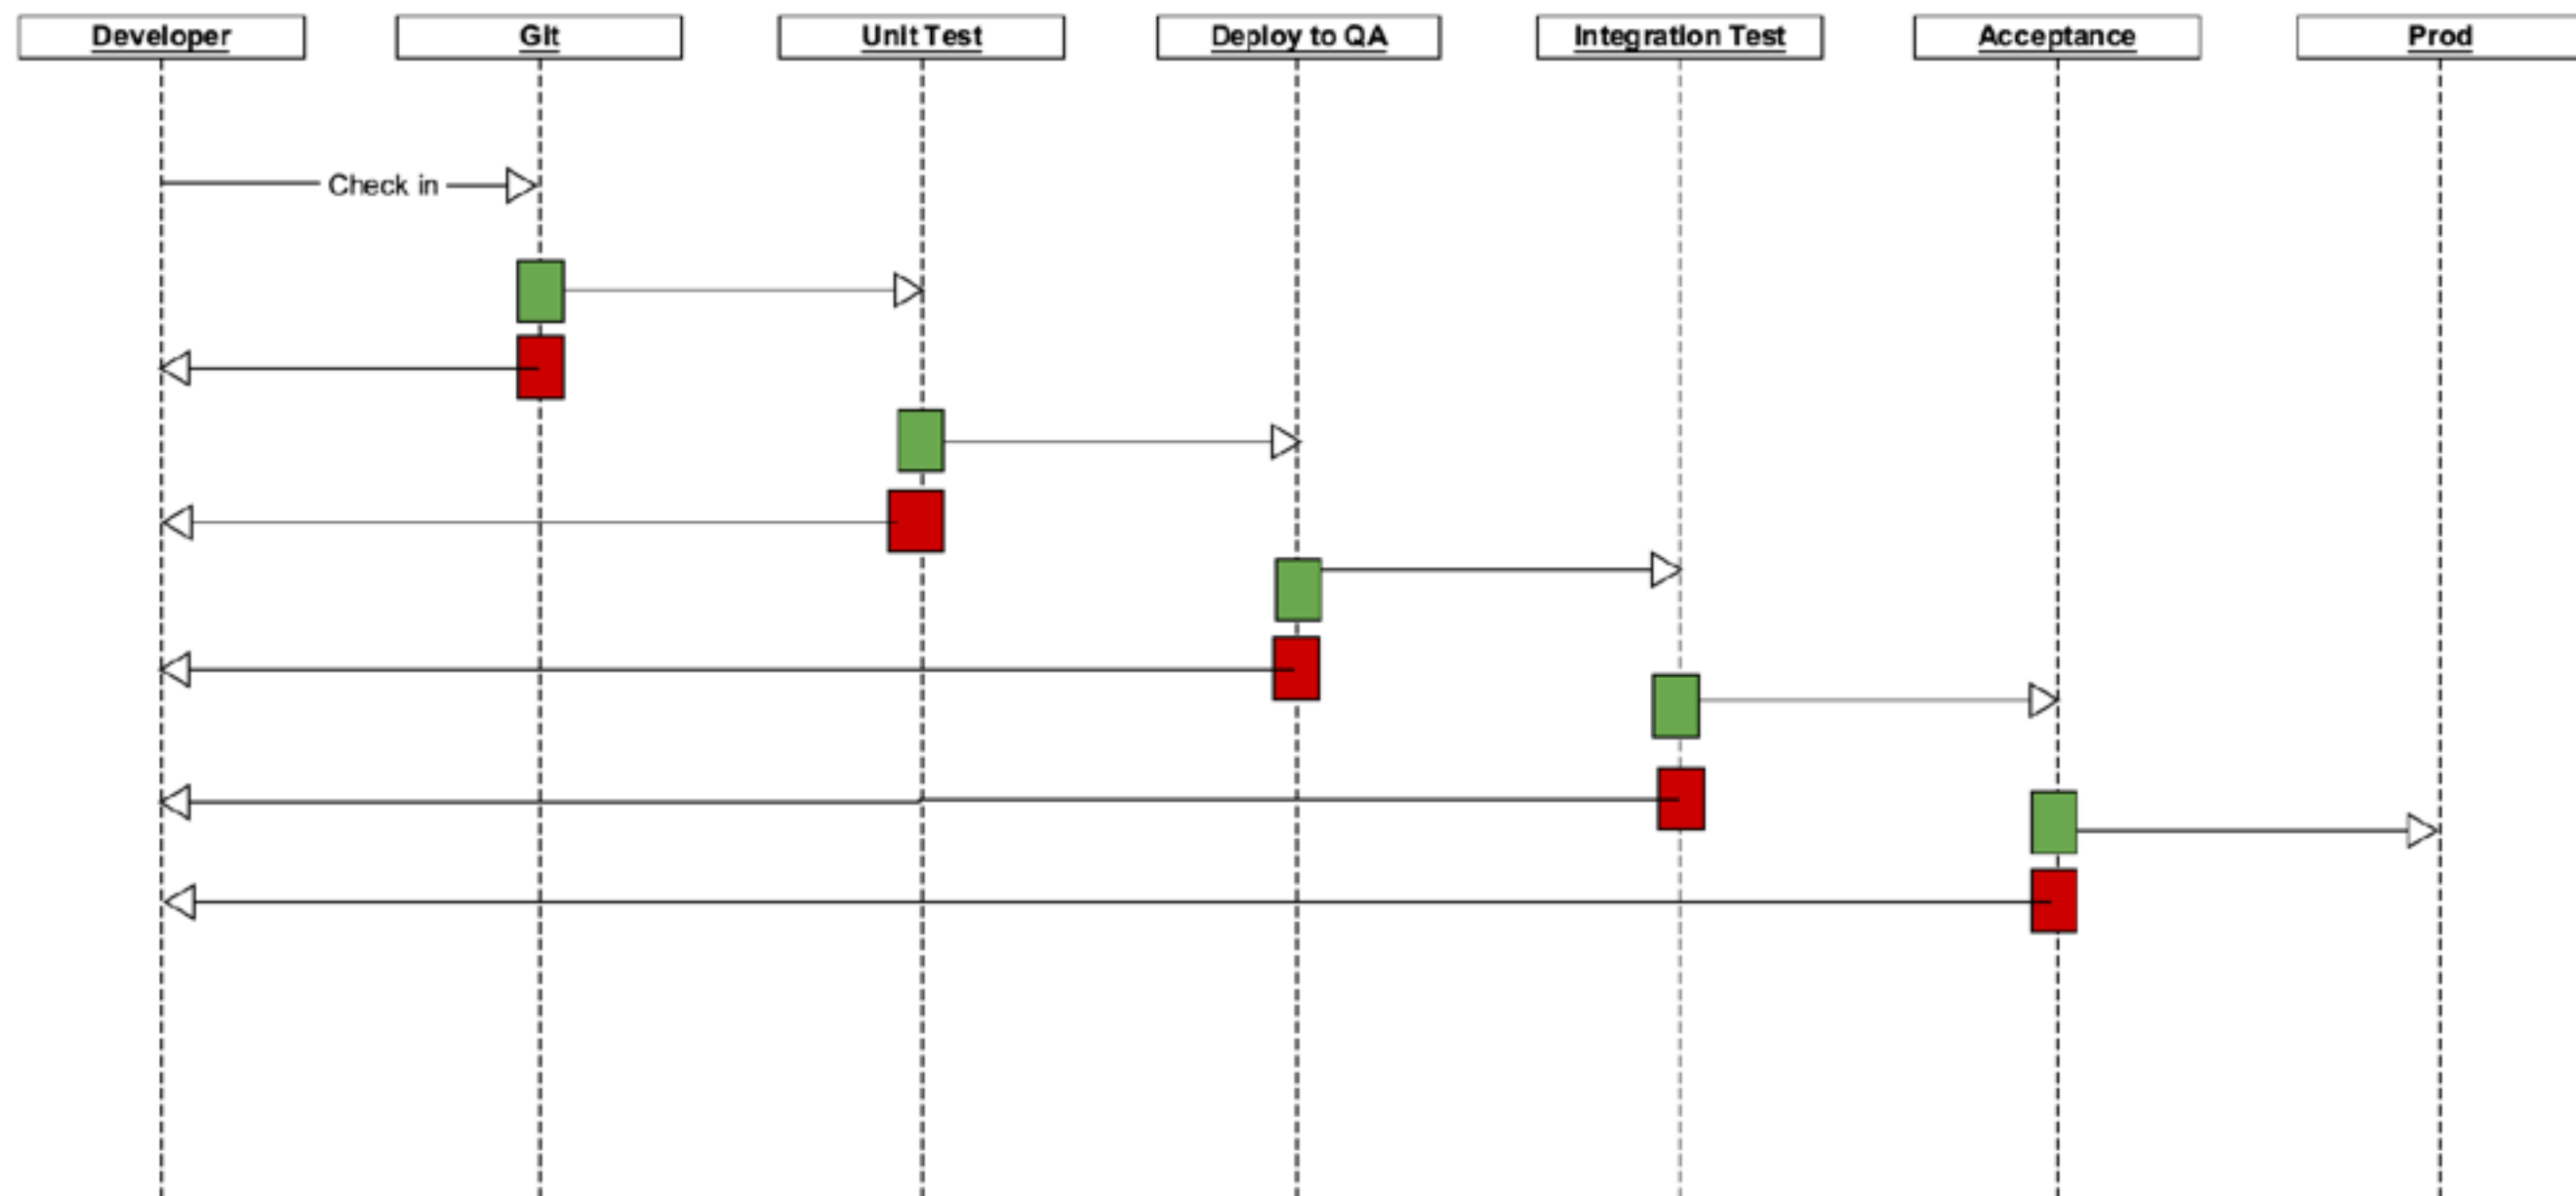 Developer
Git
Unit Test
Deploy to QA
Integration Test
Acceptance
Prod
Check in